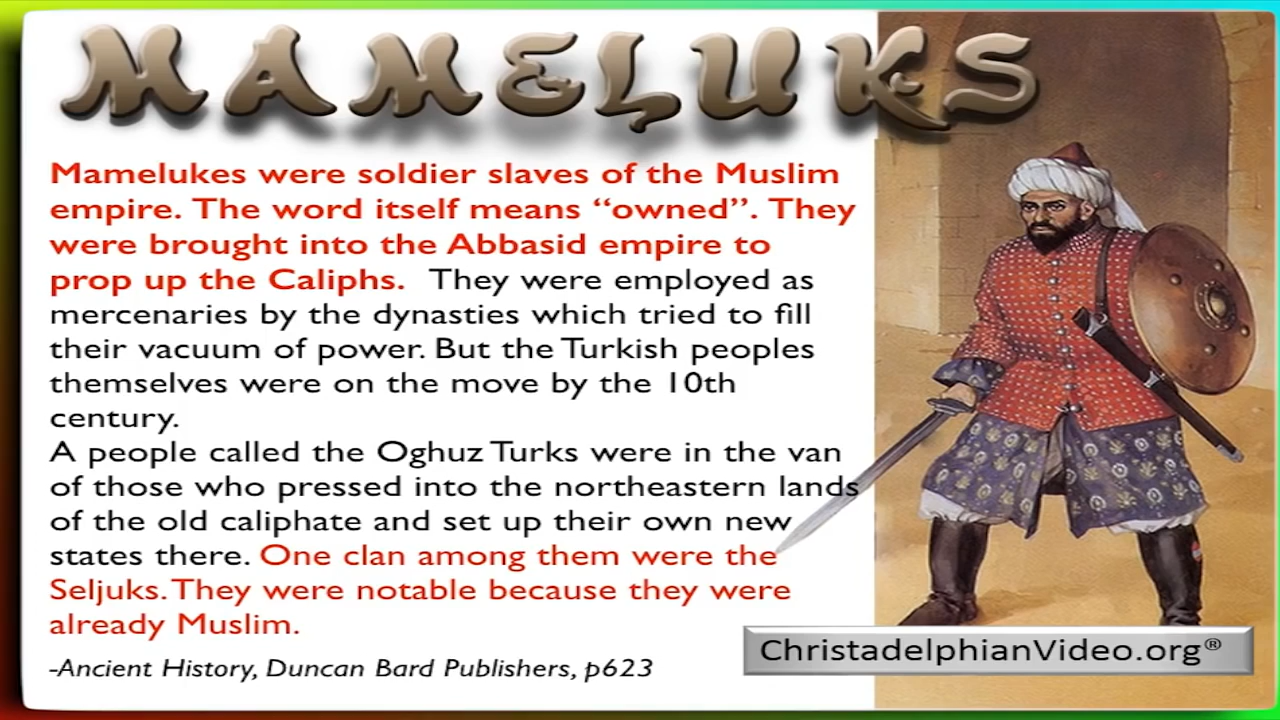 MAMELUKS
Mamelukes were soldier slaves of the Muslim
empire. The word itself means “owned”. They
were brought into the Abbasid empire to
prop up the Caliphs. They were employed as
mercenaries by the dynasties which tried to fill
their vacuum of power. But the Turkish peoples
themselves were on the move by the 10th
century.
A people called the Oghuz Turks were in the van
of those who pressed into the northeastern lands
of the old caliphate and set up their own new
states there. One clan among them were the
Seljuks. They were notable because they were
already Muslim.
-Ancient History, Duncan Bard Publishers, p623
ChristadelphianVideo.org®